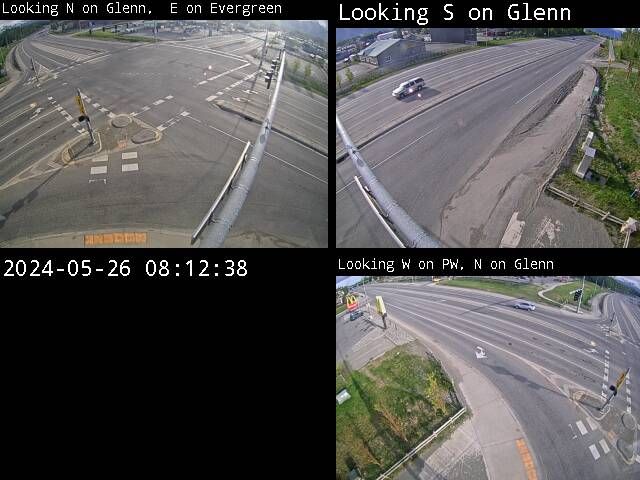 Looking N on Glenn,  E on Evergreen
Looking S on Glenn
2024-05-26 08:12:38
Looking W on PW, N on Glenn